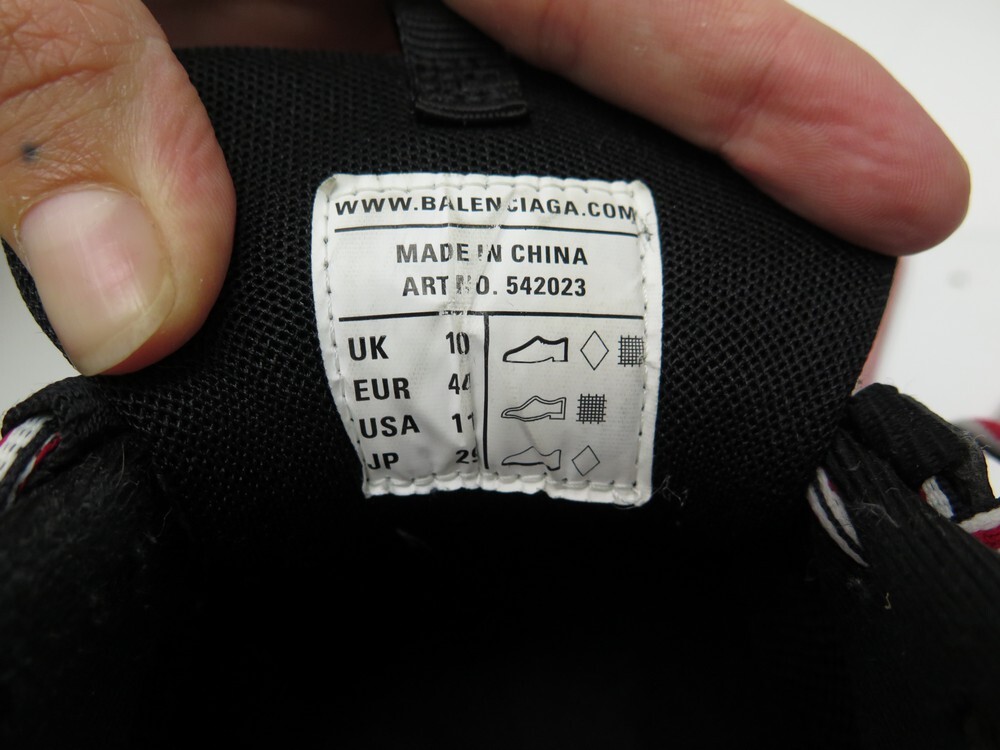 WWW.BALENCIAGA.COM
MADE IN CHINA
ART NO. 542023
UK 10
EUR 44
USA 11
JP